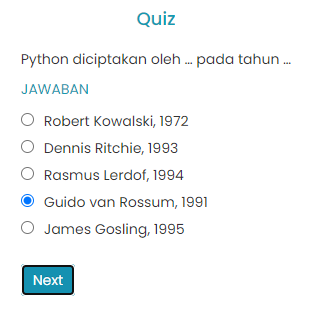 Quiz
Python diciptakan oleh ... pada tahun ...
JAWABAN
Robert Kowalski, 1972
Dennis Ritchie, 1993
Rasmus Lerdof, 1994
Guido van Rossum, 1991
James Gosling, 1995
Next